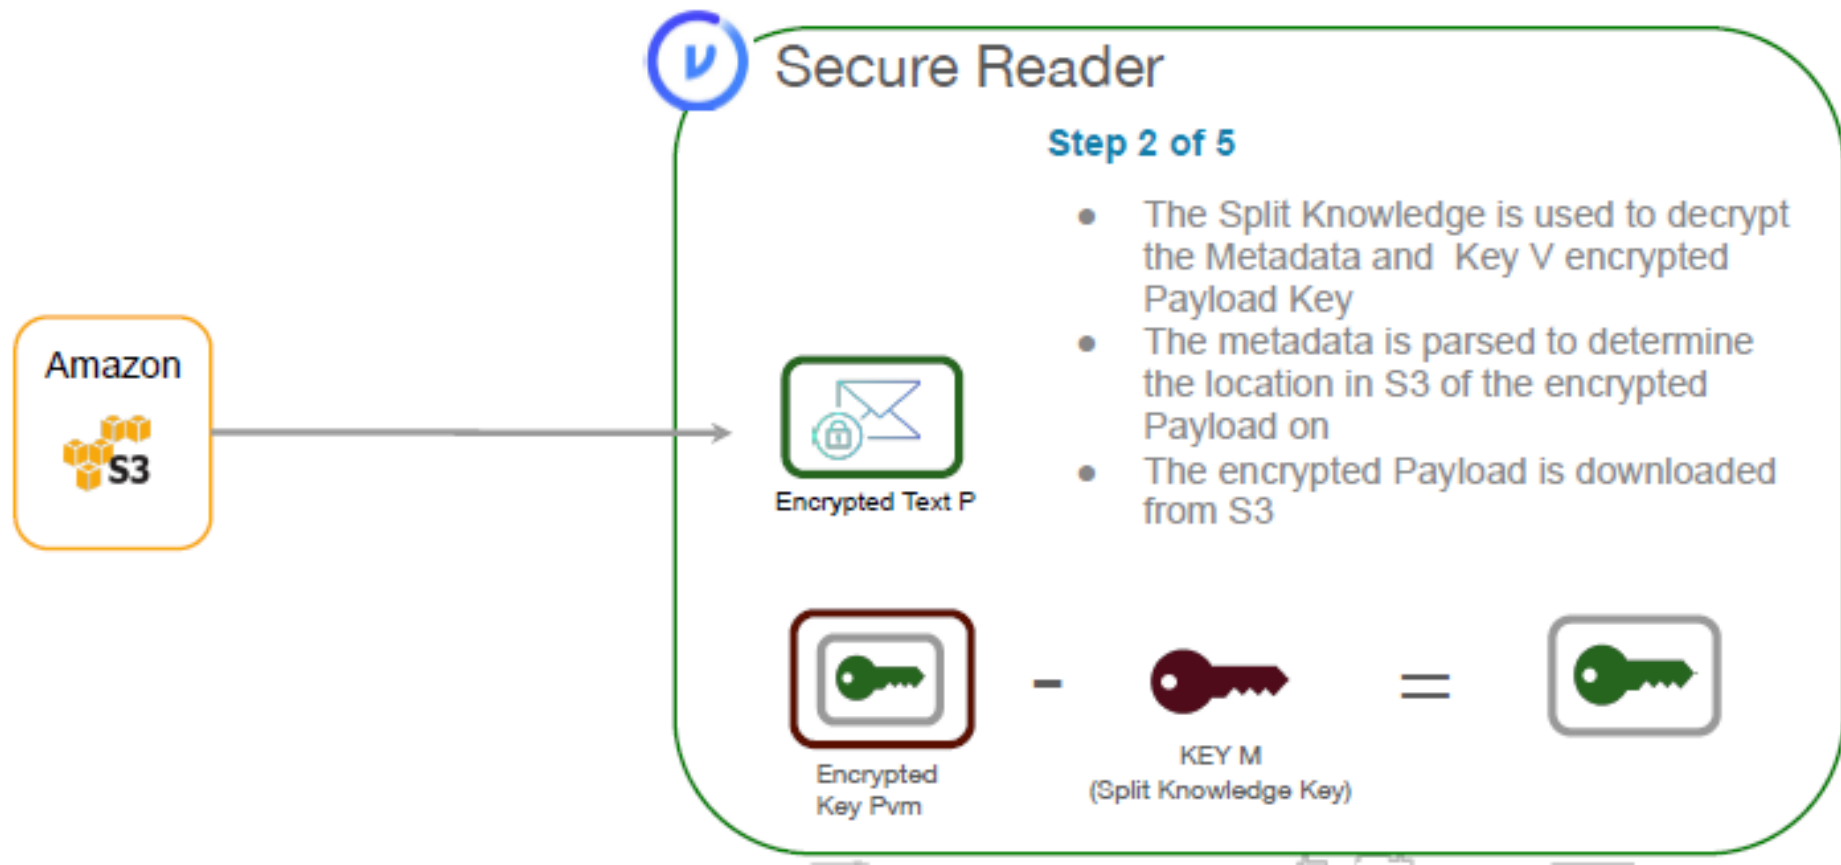 Secure Reader
Step 2 of 5
● The Split Knowledge is used to decrypt
the Metadata and Key V encrypted
Payload Key
● The metadata is parsed to determine
the location in S3 of the encrypted
Payload on
● The encrypted Payload is downloaded
from S3
Amazon
S3
Encrypted Text P
-
=
Encrypted
Key Pvm
KEY M
(Split Knowledge Key)